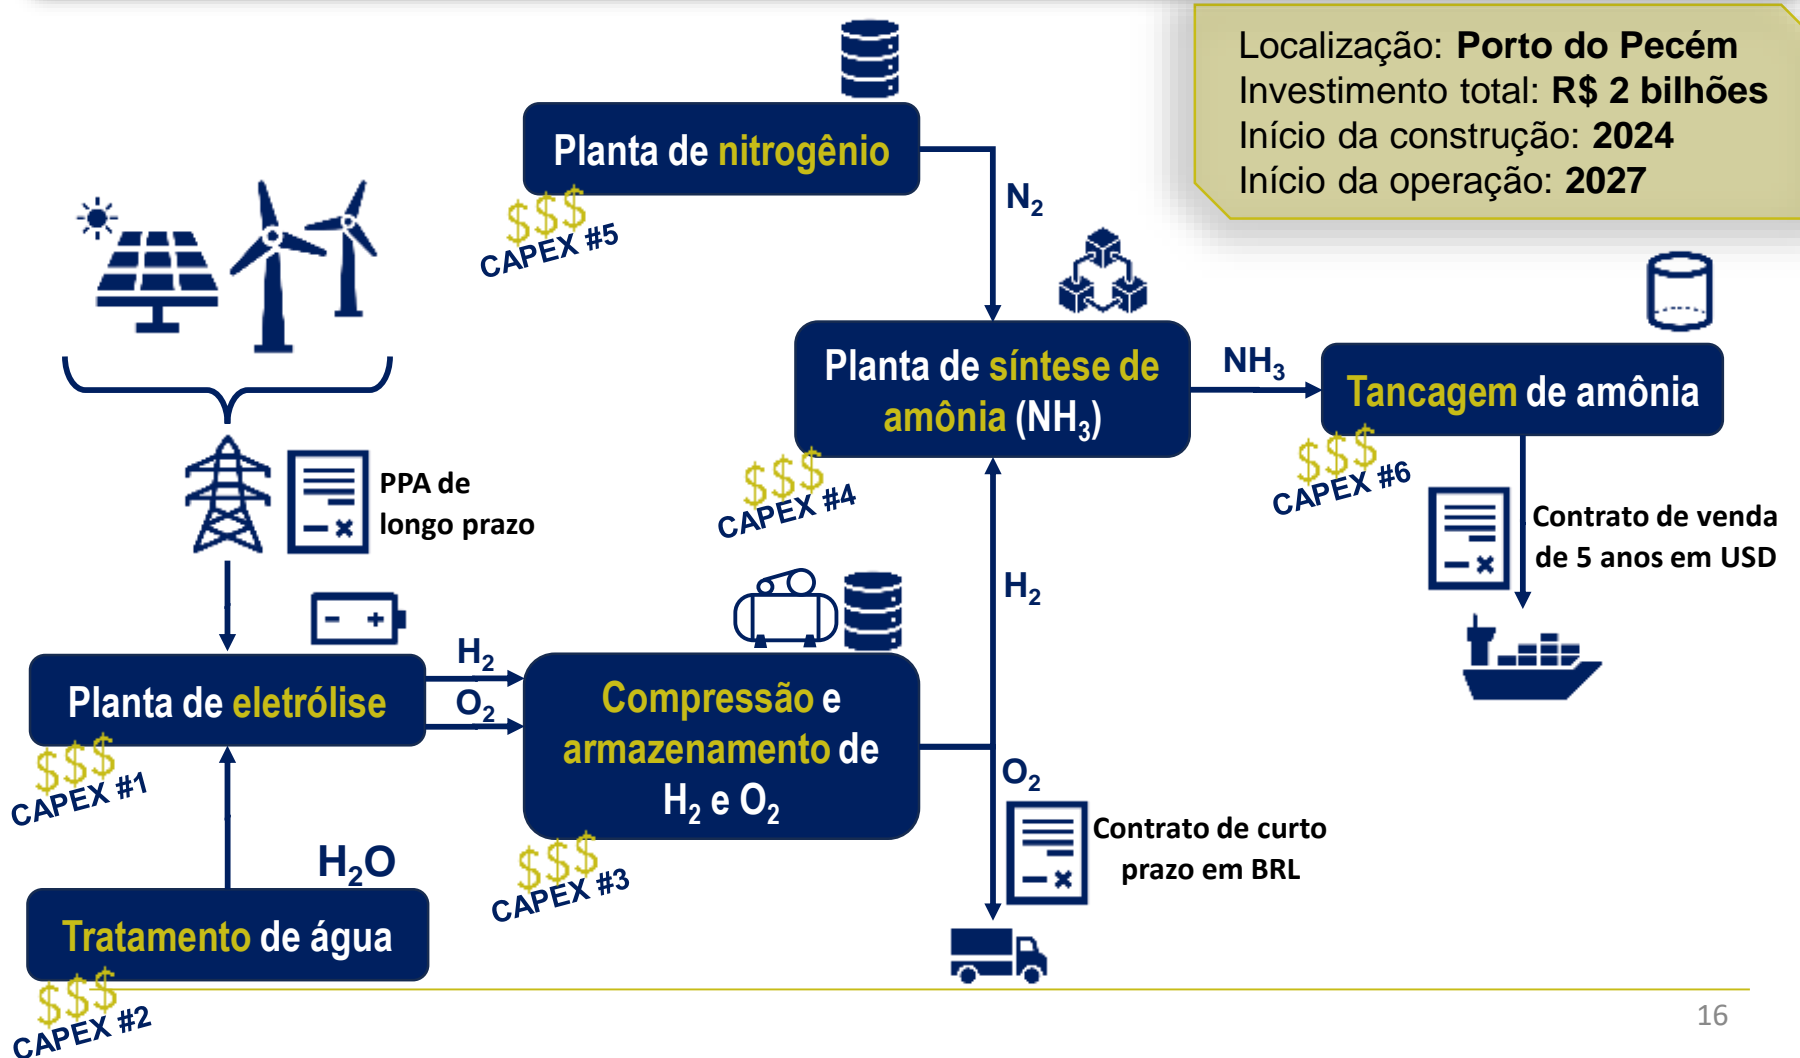 Localização: Porto do Pecém
Investimento total: R$ 2 bilhões
Início da construção: 2024
Início da operação: 2027
Planta de nitrogênio
$$$
CAPEX #5
N₂
Planta de síntese de
amônia (NH₃)
$$$
CAPEX #4
NH₃
Tancagem de amônia
$$$
CAPEX #6
PPA de
longo prazo
Contrato de venda
de 5 anos em USD
H₂
Planta de eletrólise
$$$
CAPEX #1
H₂
O₂
Compressão e
armazenamento de
H₂ e O₂
$$$
CAPEX #3
O₂
Contrato de curto
prazo em BRL
H₂O
Tratamento de água
$$$
CAPEX #2
16